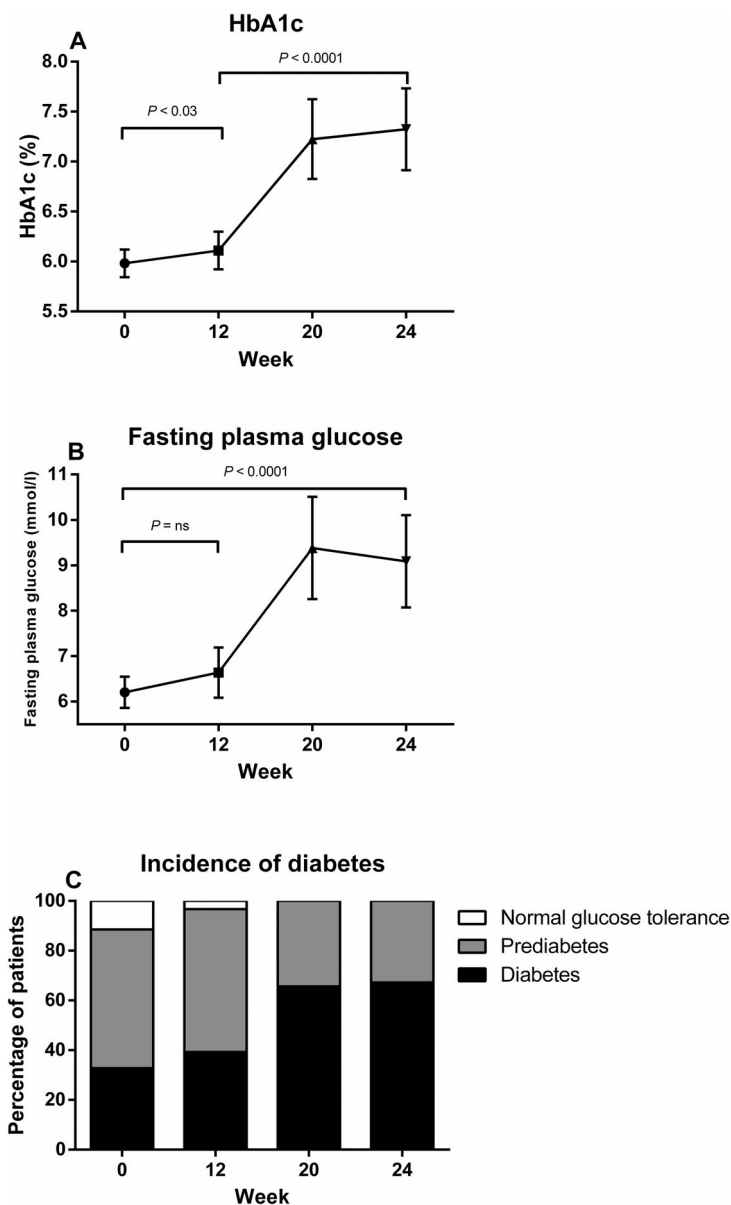 HbA1c
A
8.0
P < 0.0001
7.5
P < 0.03
7.0
HbA1c (%)
6.5
6.0
5.5
0 12 20 24
Week
Fasting plasma glucose
B
11
P < 0.0001
10
P = ns
9
Fasting plasma glucose (mmol/l)
8
7
6
0 12 20 24
Week
Incidence of diabetes
C
100
Normal glucose tolerance
80
Prediabetes
Diabetes
60
Percentage of patients
40
20
0
0 12 20 24
Week